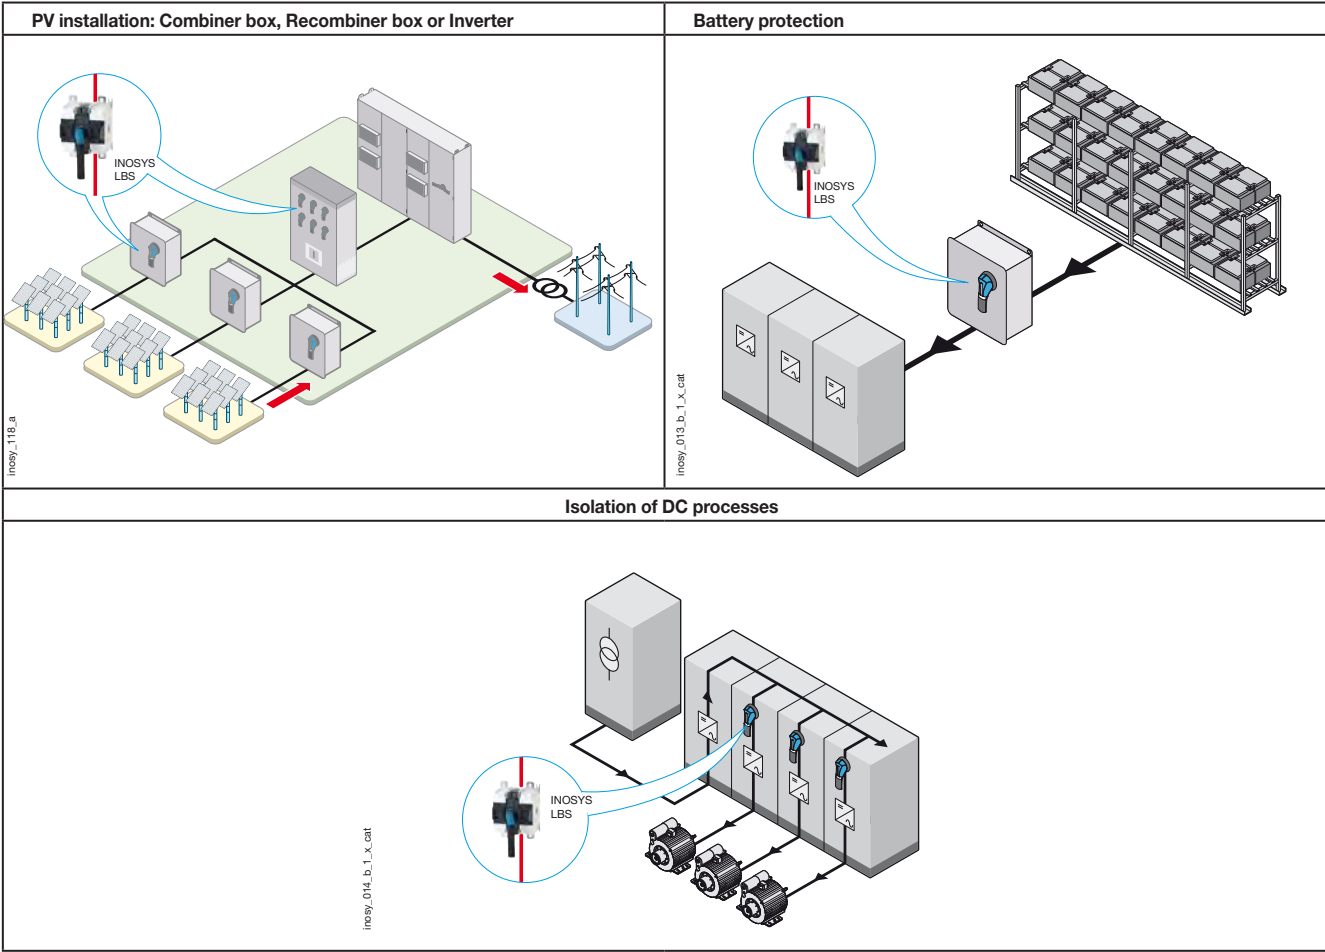 PV installation: Combiner box, Recombiner box or Inverter
Battery protection
INOSYS
LBS
inosy_118_a
INOSYS
LBS
inosy_013_b_1_x_cat
Isolation of DC processes
INOSYS
LBS
inosy_014_b_1_x_cat